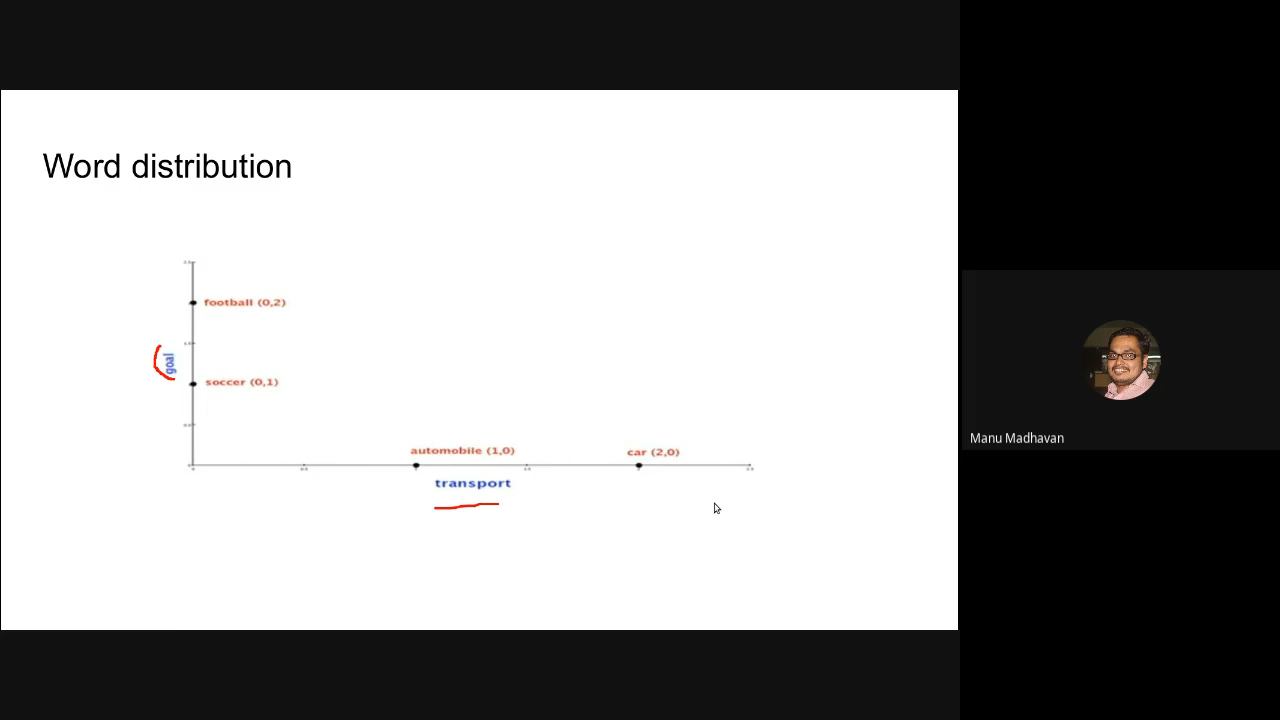 Word distribution
football (0,2)
goal
soccer (0,1)
automobile (1,0)
car (2,0)
transport
Manu Madhavan